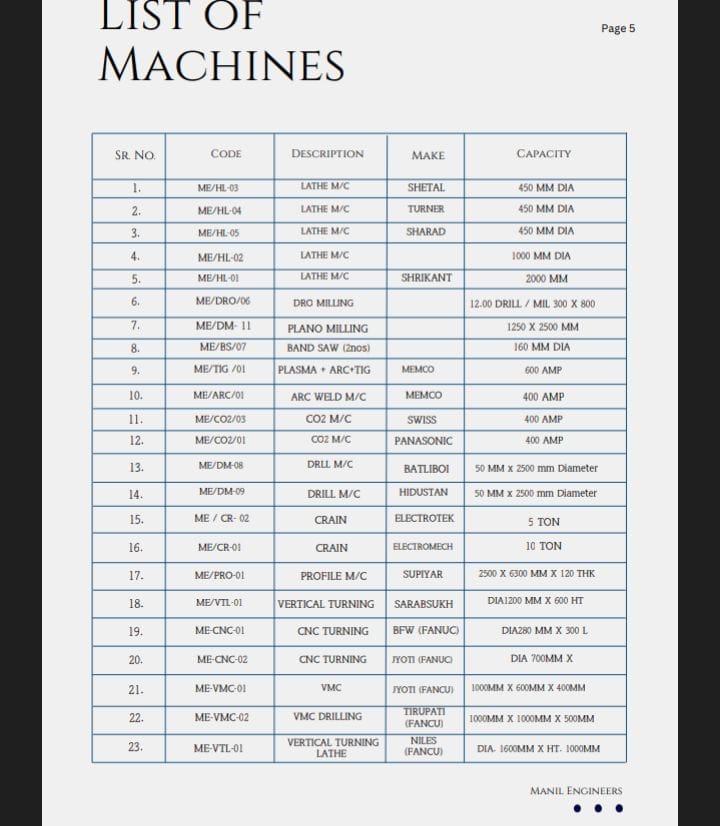 LIST OF
MACHINES
Page 5
SR. NO. CODE DESCRIPTION MAKE CAPACITY
1. ME/HL-03 LATHE M/C SHETAL 450 MM DIA
2. ME/HL-04 LATHE M/C TURNER 450 MM DIA
3. ME/HL-05 LATHE M/C SHARAD 450 MM DIA
4. ME/HL-02 LATHE M/C 1000 MM DIA
5. ME/HL-01 LATHE M/C SHRIKANT 2000 MM
6. ME/DRO/06 DRO MILLING 12.00 DRILL / MIL 300 X 800
7. ME/DM- 11 PLANO MILLING 1250 X 2500 MM
8. ME/BS/07 BAND SAW (2nos) 160 MM DIA
9. ME/TIG /01 PLASMA + ARC+TIG MEMCO 600 AMP
10. ME/ARC/01 ARC WELD M/C MEMCO 400 AMP
11. ME/CO2/03 CO2 M/C SWISS 400 AMP
12. ME/CO2/01 CO2 M/C PANASONIC 400 AMP
13. ME/DM-08 DRLL M/C BATLIBOI 50 MM x 2500 mm Diameter
14. ME/DM-09 DRILL M/C HIDUSTAN 50 MM x 2500 mm Diameter
15. ME / CR- 02 CRAIN ELECTROTEK 5 TON
16. ME/CR-01 CRAIN ELECTROMECH 10 TON
17. ME/PRO-01 PROFILE M/C SUPIYAR 2500 X 6300 MM X 120 THK
18. ME/VTL-01 VERTICAL TURNING SARABSUKH DIA1200 MM X 600 HT
19. ME-CNC-01 CNC TURNING BFW (FANUC) DIA280 MM X 300 L
20. ME-CNC-02 CNC TURNING JYOTI (FANUC) DIA 700MM X
21. ME-VMC-01 VMC JYOTI (FANCU) 1000MM X 600MM X 400MM
22. ME-VMC-02 VMC DRILLING TIRUPATI (FANCU) 1000MM X 1000MM X 500MM
23. ME-VTL-01 VERTICAL TURNING LATHE NILES (FANCU) DIA. 1600MM X HT. 1000MM
MANIL ENGINEERS